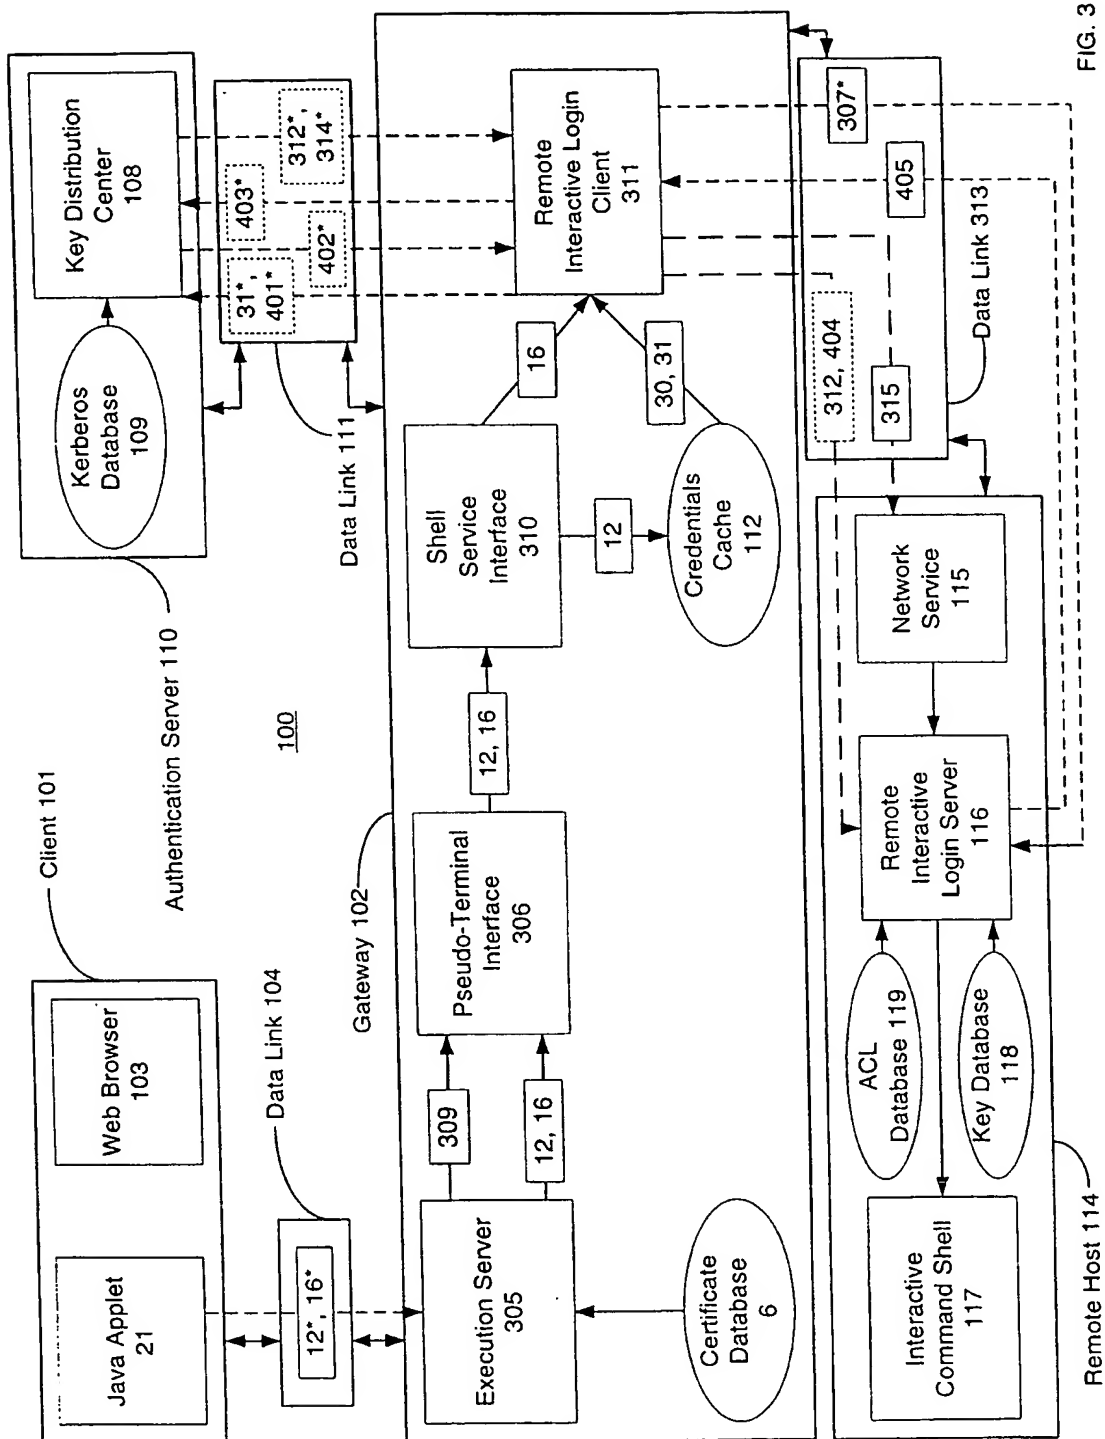 Client 101
Web Browser
103
Java Applet
21
Data Link 104
12*, 16*
Authentication Server 110
Key Distribution
Center
108
Kerberos
Database
109
Data Link 111
31*,
401*
402*
403*
312*,
314*
100
Gateway 102
Execution Server
305
309
12, 16
Certificate
Database
6
Pseudo-Terminal
Interface
306
12, 16
Shell
Service
Interface
310
16
12
Credentials
Cache
112
30, 31
Remote
Interactive Login
Client
311
307*
405
312, 404
315
Data Link 313
Network
Service
115
Remote
Interactive
Login Server
116
ACL
Database 119
Key Database
118
Interactive
Command Shell
117
Remote Host 114
FIG. 3